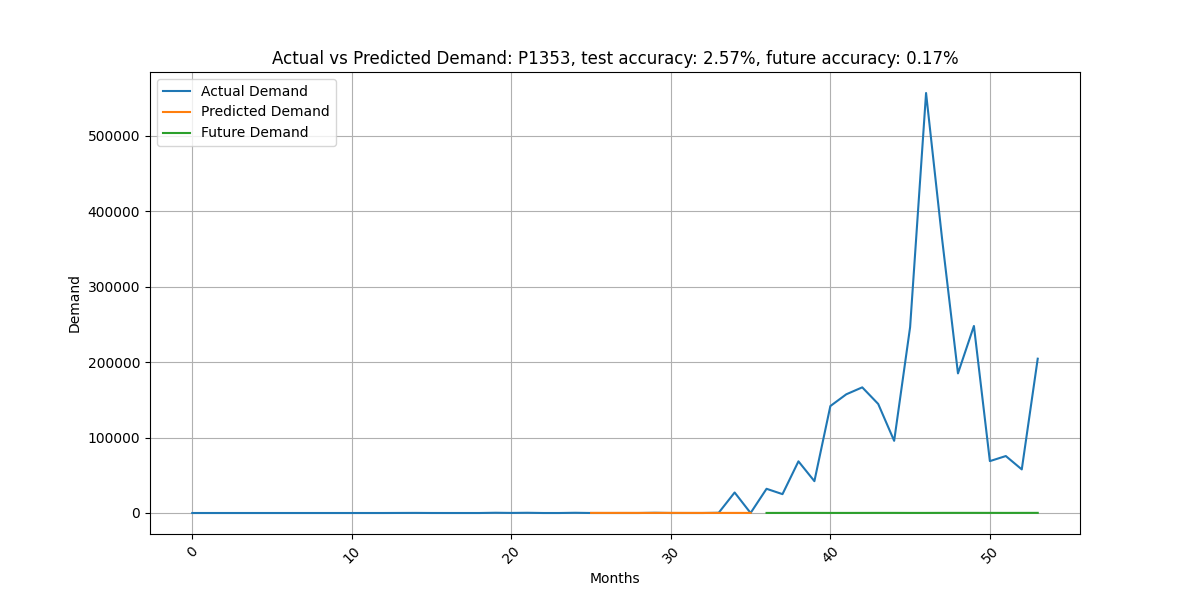 Actual vs Predicted Demand: P1353, test accuracy: 2.57%, future accuracy: 0.17%
Actual Demand
Predicted Demand
Future Demand
500000
400000
300000
200000
100000
0
Demand
0
10
20
30
40
50
Months